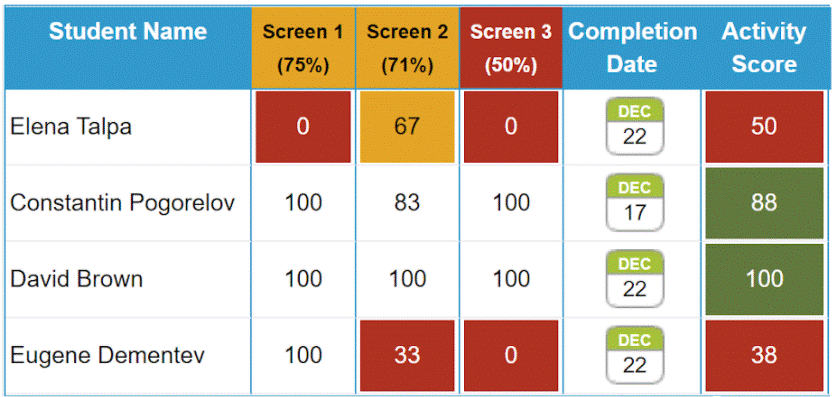 Student Name Screen 1 (75%) Screen 2 (71%) Screen 3 (50%) Completion Date Activity Score
Elena Talpa 0 67 0 DEC 22 50
Constantin Pogorelov 100 83 100 DEC 17 88
David Brown 100 100 100 DEC 22 100
Eugene Dementev 100 33 0 DEC 22 38